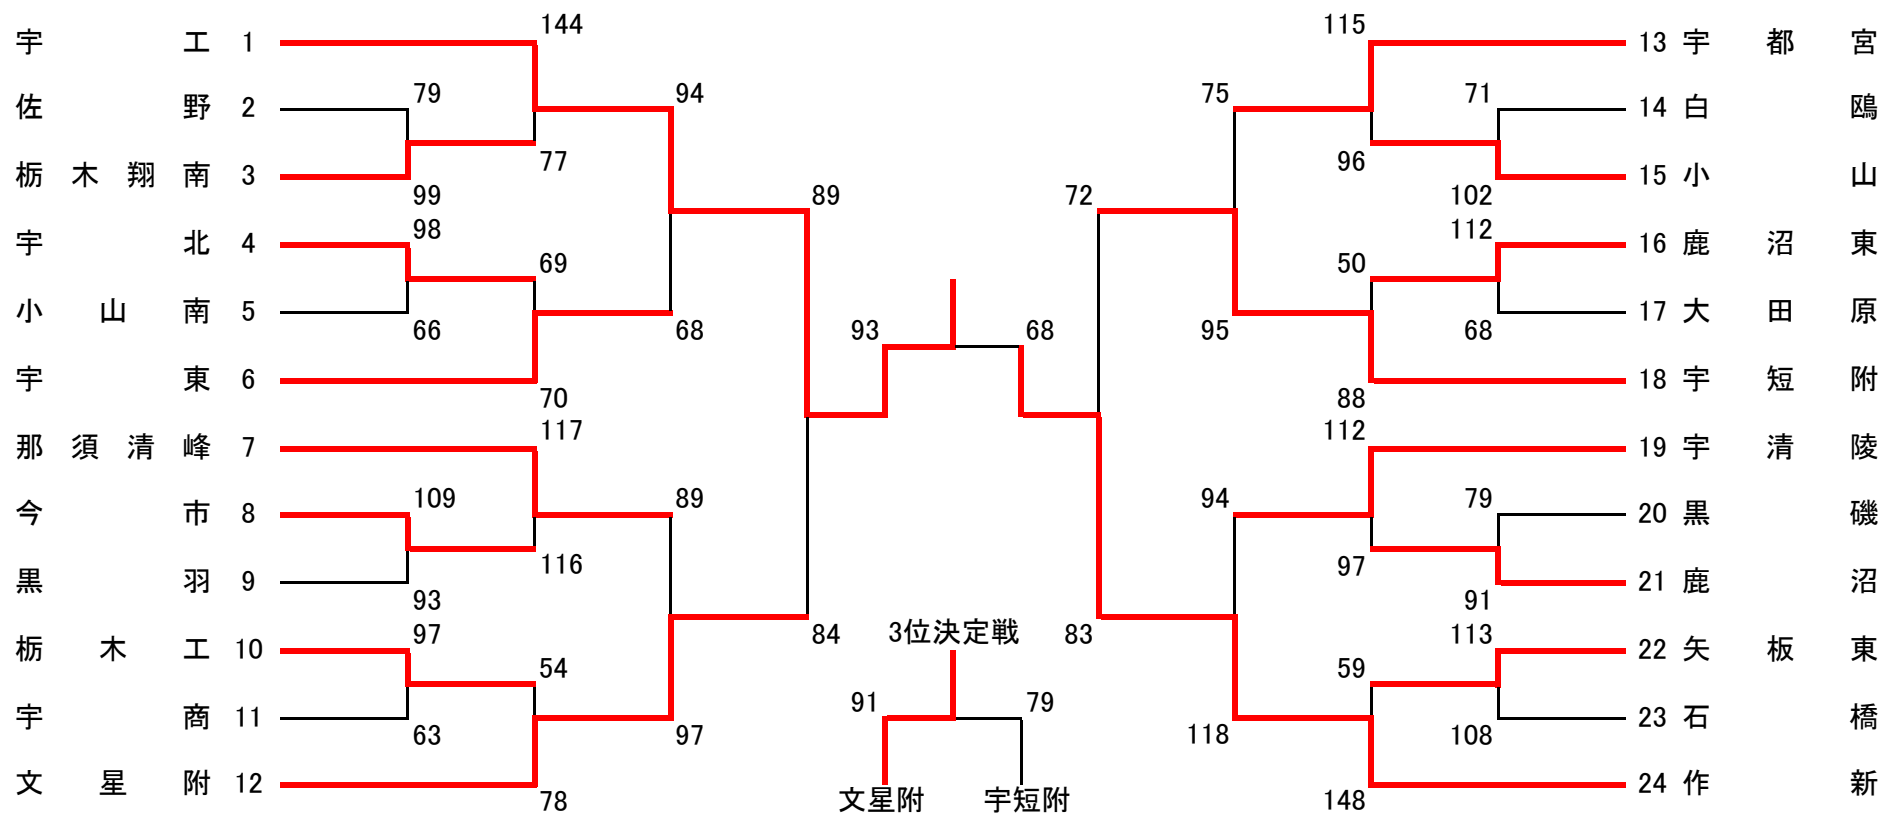 144 115
宇工 1 13 宇都宮
79 94 75 71
佐野 2 14 白鴎
77 96
栃木翔南 3 15 小山
99 89 72 102
98 112
宇北 4 16 鹿沼東
69 50
小山南 5 17 大田原
66 68 93 68 95 68
宇東 6 18 宇短附
70 88
117 112
那須清峰 7 19 宇清陵
109 89 94 79
今市 8 20 黒磯
116 97
黒羽 9 21 鹿沼
93 91
97 84 3位決定戦 83 113
栃木工 10 22 矢板東
54 59
91 79
宇商 11 23 石橋
63 97 118 108
文星附 12 24 作新
78 文星附 宇短附 148